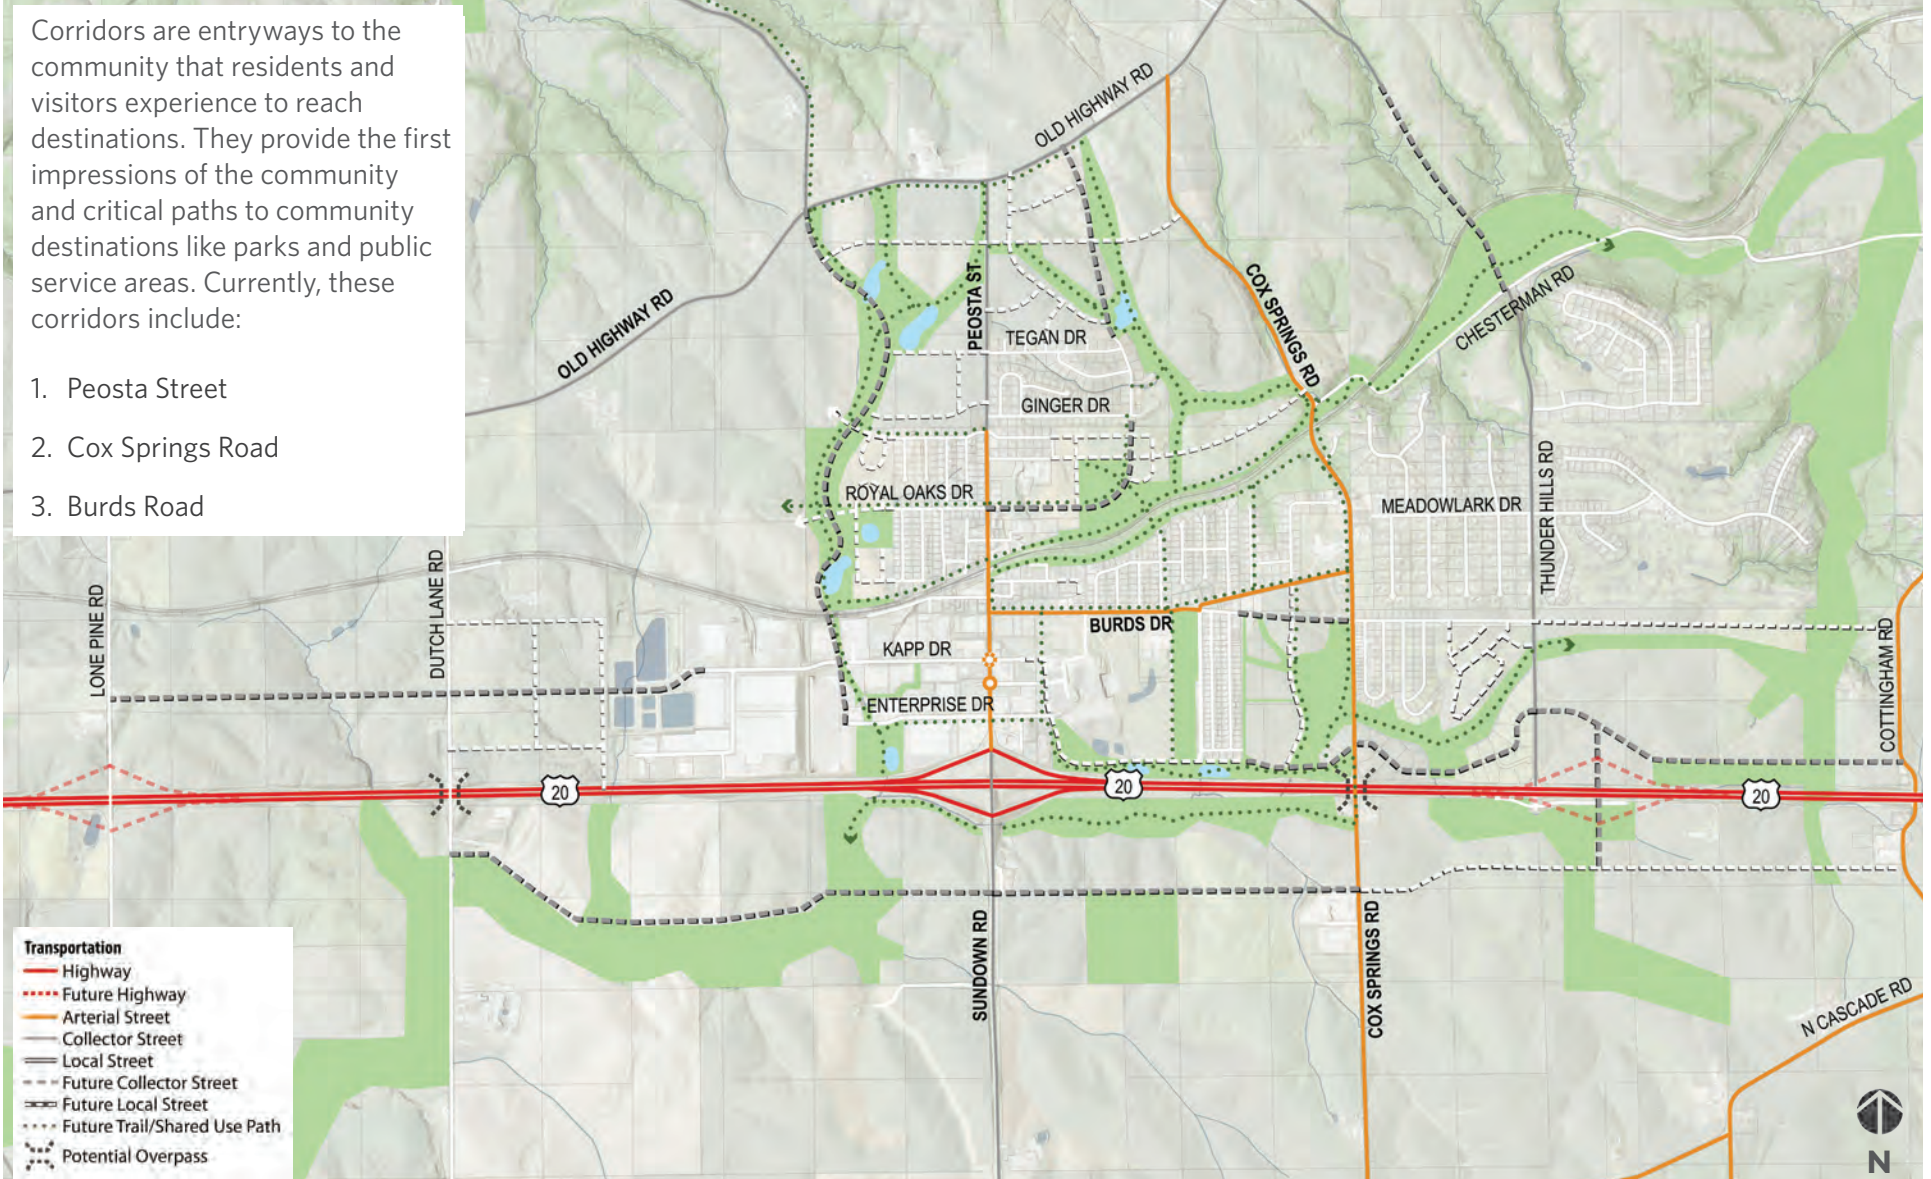 Corridors are entryways to the
community that residents and
visitors experience to reach
destinations. They provide the first
impressions of the community
and critical paths to community
destinations like parks and public
service areas. Currently, these
corridors include:
1. Peosta Street
2. Cox Springs Road
3. Burds Road
OLD HIGHWAY RD
OLD HIGHWAY RD
PEOSTA ST
COX SPRINGS RD
CHESTERMAN RD
TEGAN DR
GINGER DR
ROYAL OAKS DR
MEADOWLARK DR
THUNDER HILLS RD
LONE PINE RD
DUTCH LANE RD
BURDS DR
KAPP DR
ENTERPRISE DR
COTTINGHAM RD
20
20
20
SUNDOWN RD
COX SPRINGS RD
N CASCADE RD
Transportation
Highway
Future Highway
Arterial Street
Collector Street
Local Street
Future Collector Street
Future Local Street
Future Trail/Shared Use Path
Potential Overpass
N